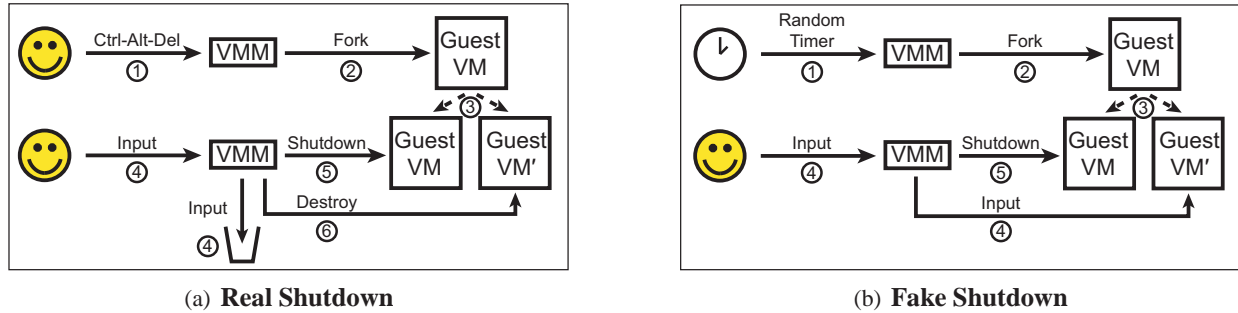 Ctrl-Alt-Del
①
VMM
Fork
②
Guest
VM
③
Input
④
VMM
Shutdown
⑤
Guest
VM
Guest
VM′
Input
④
Destroy
⑥
(a) Real Shutdown
Random
Timer
①
VMM
Fork
②
Guest
VM
③
Input
④
VMM
Shutdown
⑤
Guest
VM
Guest
VM′
Input
④
(b) Fake Shutdown